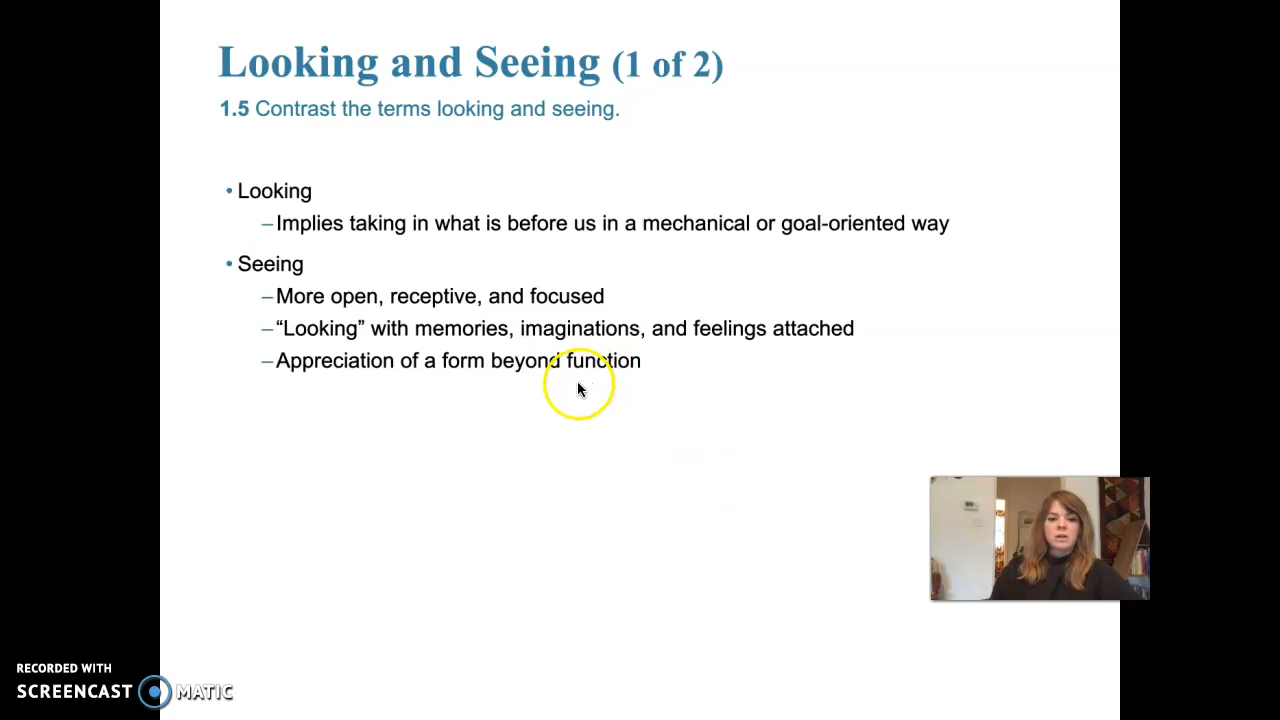 Looking and Seeing (1 of 2)
1.5 Contrast the terms looking and seeing.
• Looking
–Implies taking in what is before us in a mechanical or goal-oriented way
• Seeing
–More open, receptive, and focused
–“Looking” with memories, imaginations, and feelings attached
–Appreciation of a form beyond function
RECORDED WITH
SCREENCAST MATIC